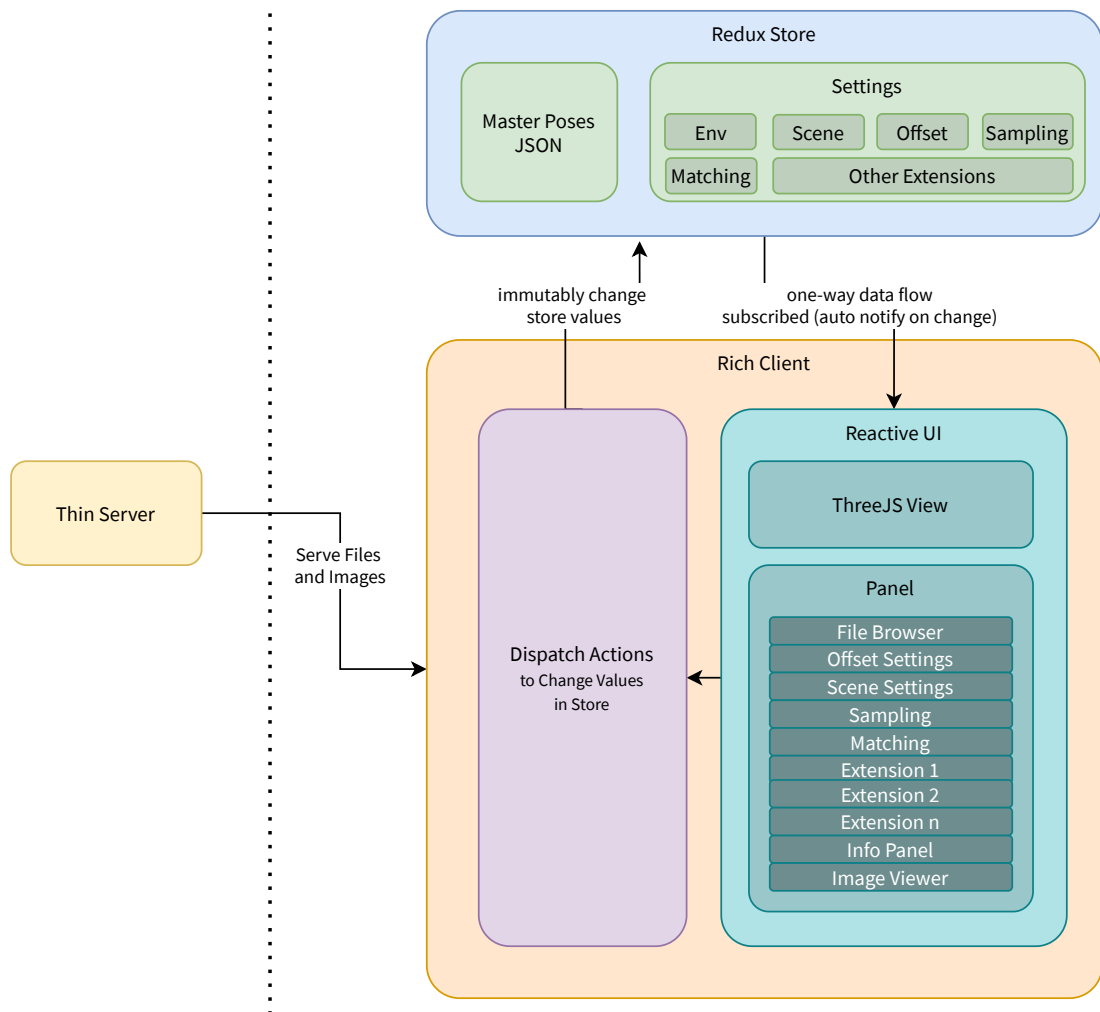 Redux Store
Master Poses
JSON
Settings
Env
Scene
Offset
Sampling
Matching
Other Extensions
immutably change
store values
one-way data flow
subscribed (auto notify on change)
Rich Client
Thin Server
Serve Files
and Images
Dispatch Actions
to Change Values
in Store
Reactive UI
ThreeJS View
Panel
File Browser
Offset Settings
Scene Settings
Sampling
Matching
Extension 1
Extension 2
Extension n
Info Panel
Image Viewer